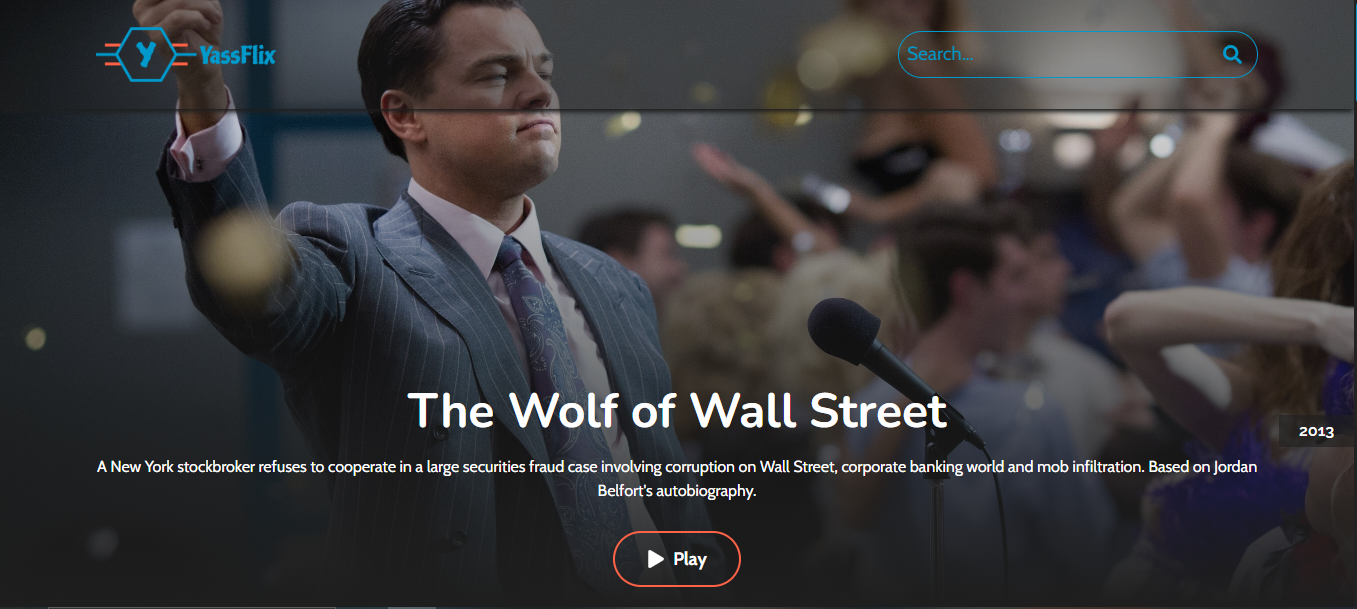 Y YassFlix
Search...
The Wolf of Wall Street
2013
A New York stockbroker refuses to cooperate in a large securities fraud case involving corruption on Wall Street, corporate banking world and mob infiltration. Based on Jordan
Belfort's autobiography.
Play